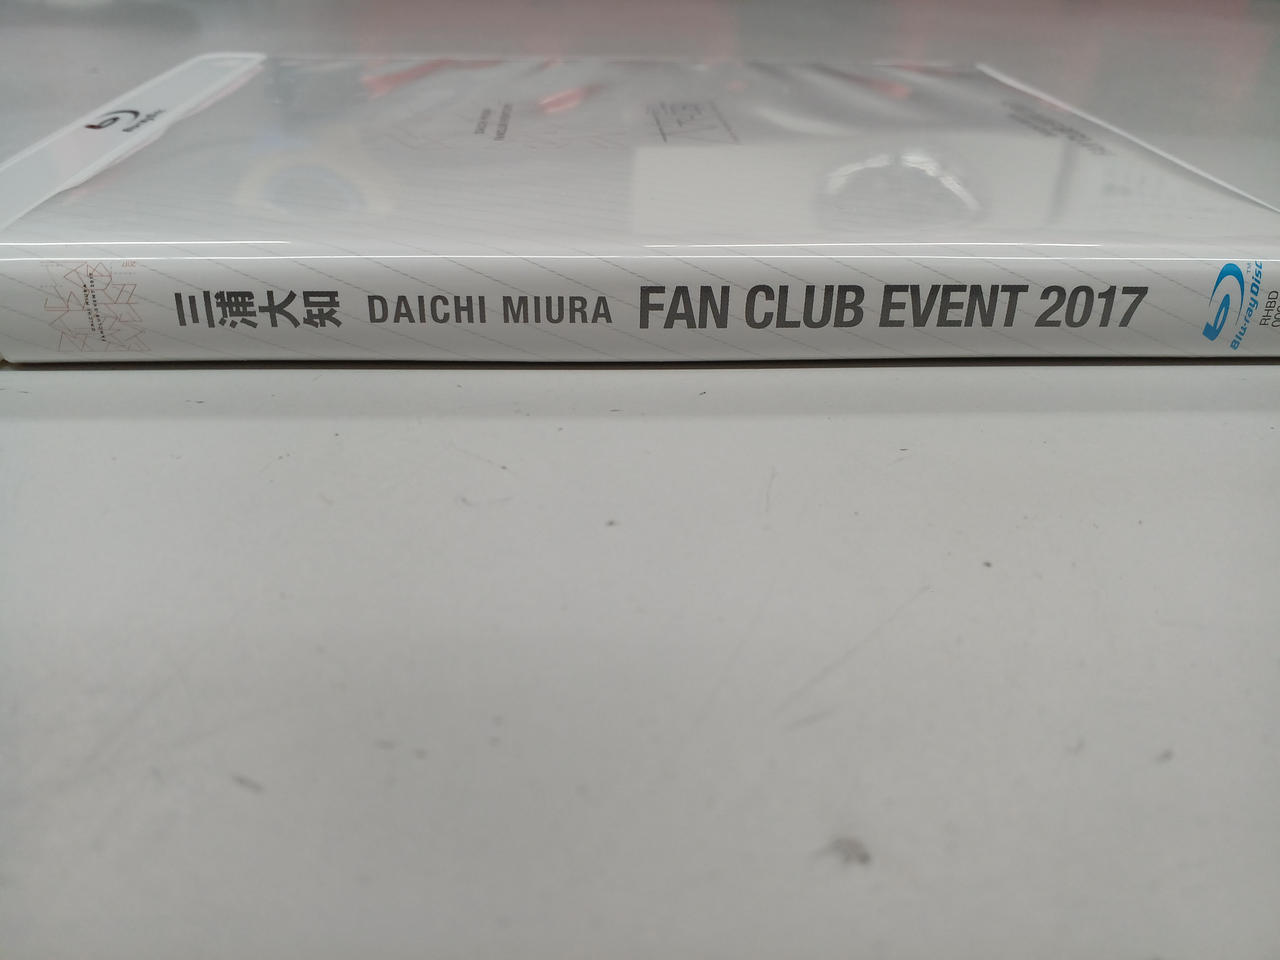 三浦大知 DAICHI MIURA FAN CLUB EVENT 2017
Blu-ray Disc
RHBD